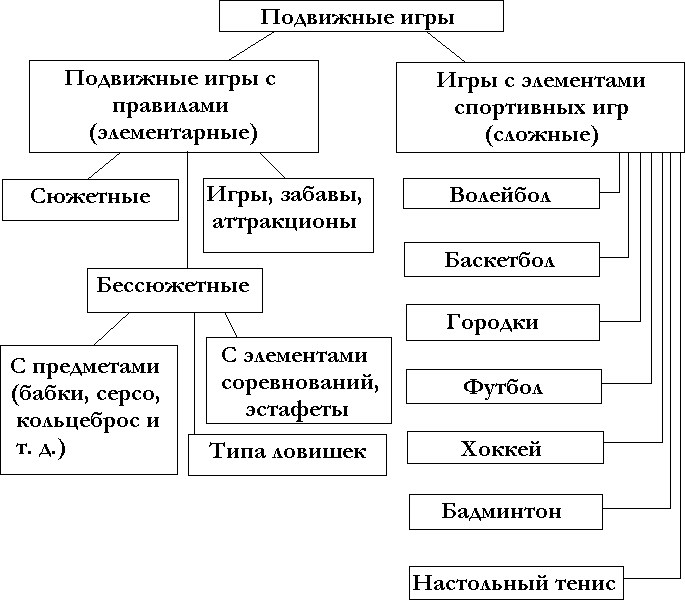 Подвижные игры
Подвижные игры с
правилами
(элементарные)
Игры с элементами
спортивных игр
(сложные)
Сюжетные
Игры, забавы,
аттракционы
Бессюжетные
С предметами
(бабки, серсо,
кольцеброс и
т. д.)
С элементами
соревнований,
эстафеты
Типа ловишек
Волейбол
Баскетбол
Городки
Футбол
Хоккей
Бадминтон
Настольный тенис